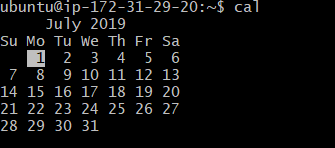 ubuntu@ip-172-31-29-20:~$ cal
     July 2019
Su Mo Tu We Th Fr Sa
    1  2  3  4  5  6
 7  8  9 10 11 12 13
14 15 16 17 18 19 20
21 22 23 24 25 26 27
28 29 30 31